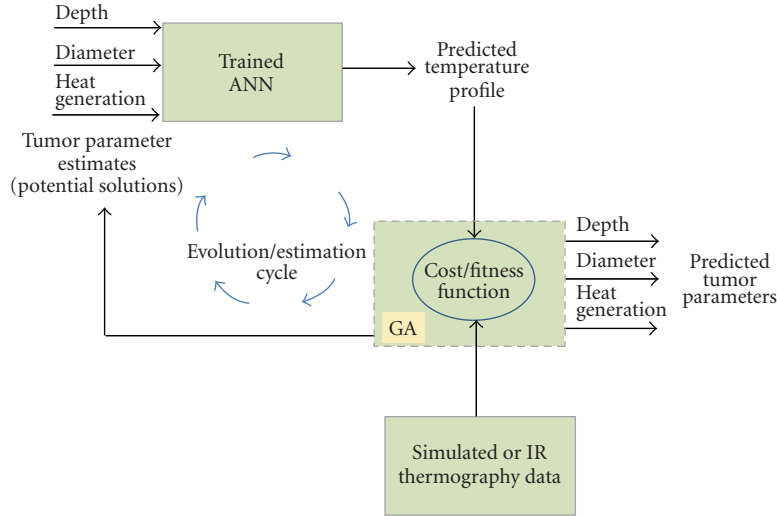 Depth
Diameter
Heat
generation
Trained
ANN
Predicted
temperature
profile
Tumor parameter
estimates
(potential solutions)
Evolution/estimation
cycle
Cost/fitness
function
GA
Depth
Diameter
Heat
generation
Predicted
tumor
parameters
Simulated or IR
thermography data